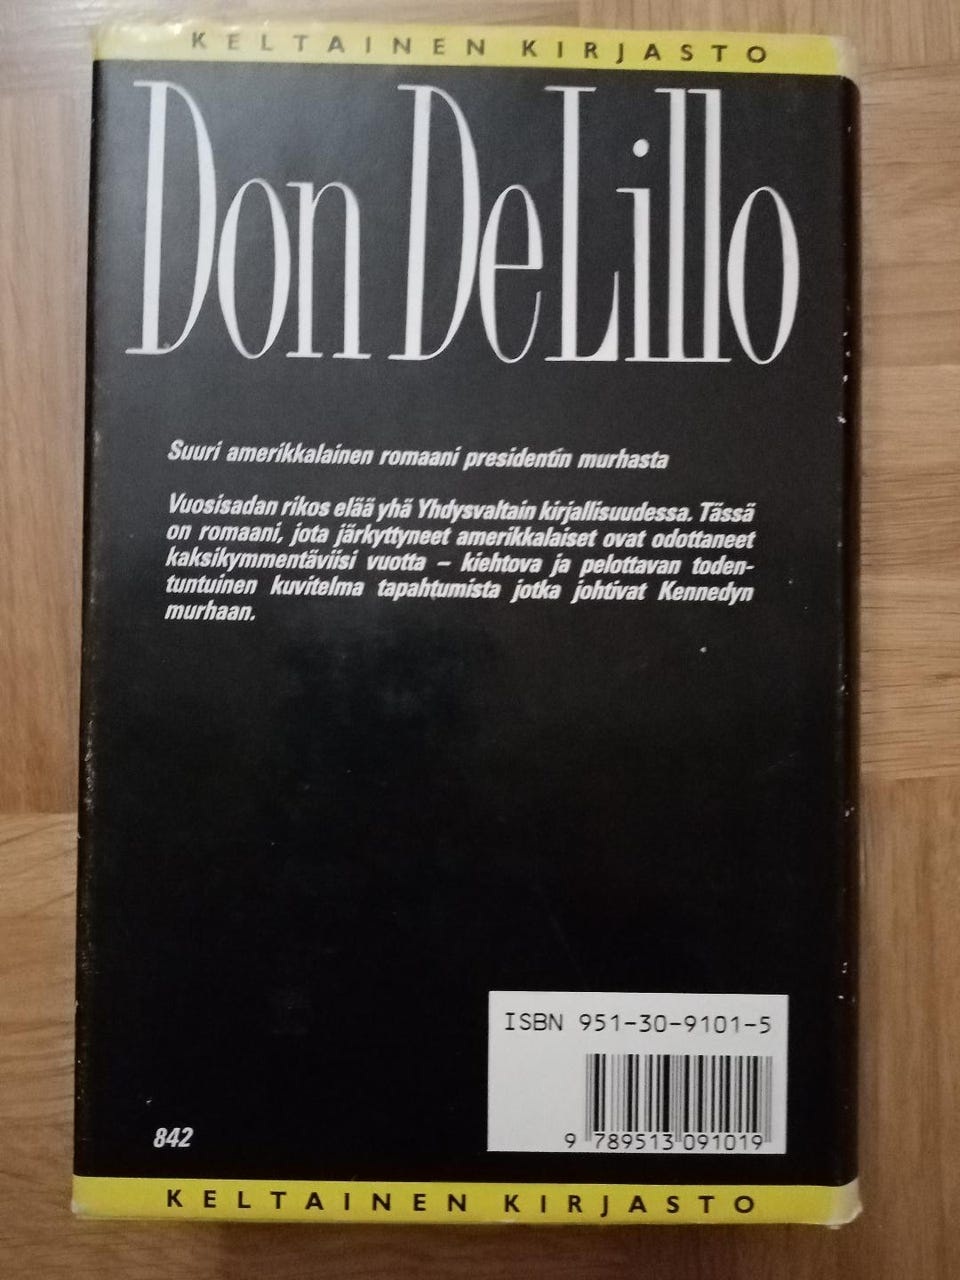 KELTAINEN KIRJASTO
Don DeLillo
Suuri amerikkalainen romaani presidentin murhasta
Vuosisadan rikos elää yhä Yhdysvaltain kirjallisuudessa. Tässä
on romaani, jota järkyttyneet amerikkalaiset ovat odottaneet
kaksikymmentäviisi vuotta – kiehtova ja pelottavan toden-
tuntuinen kuvitelma tapahtumista jotka johtivat Kennedyn
murhaan.
ISBN 951-30-9101-5
9 789513 091019
842
KELTAINEN KIRJASTO